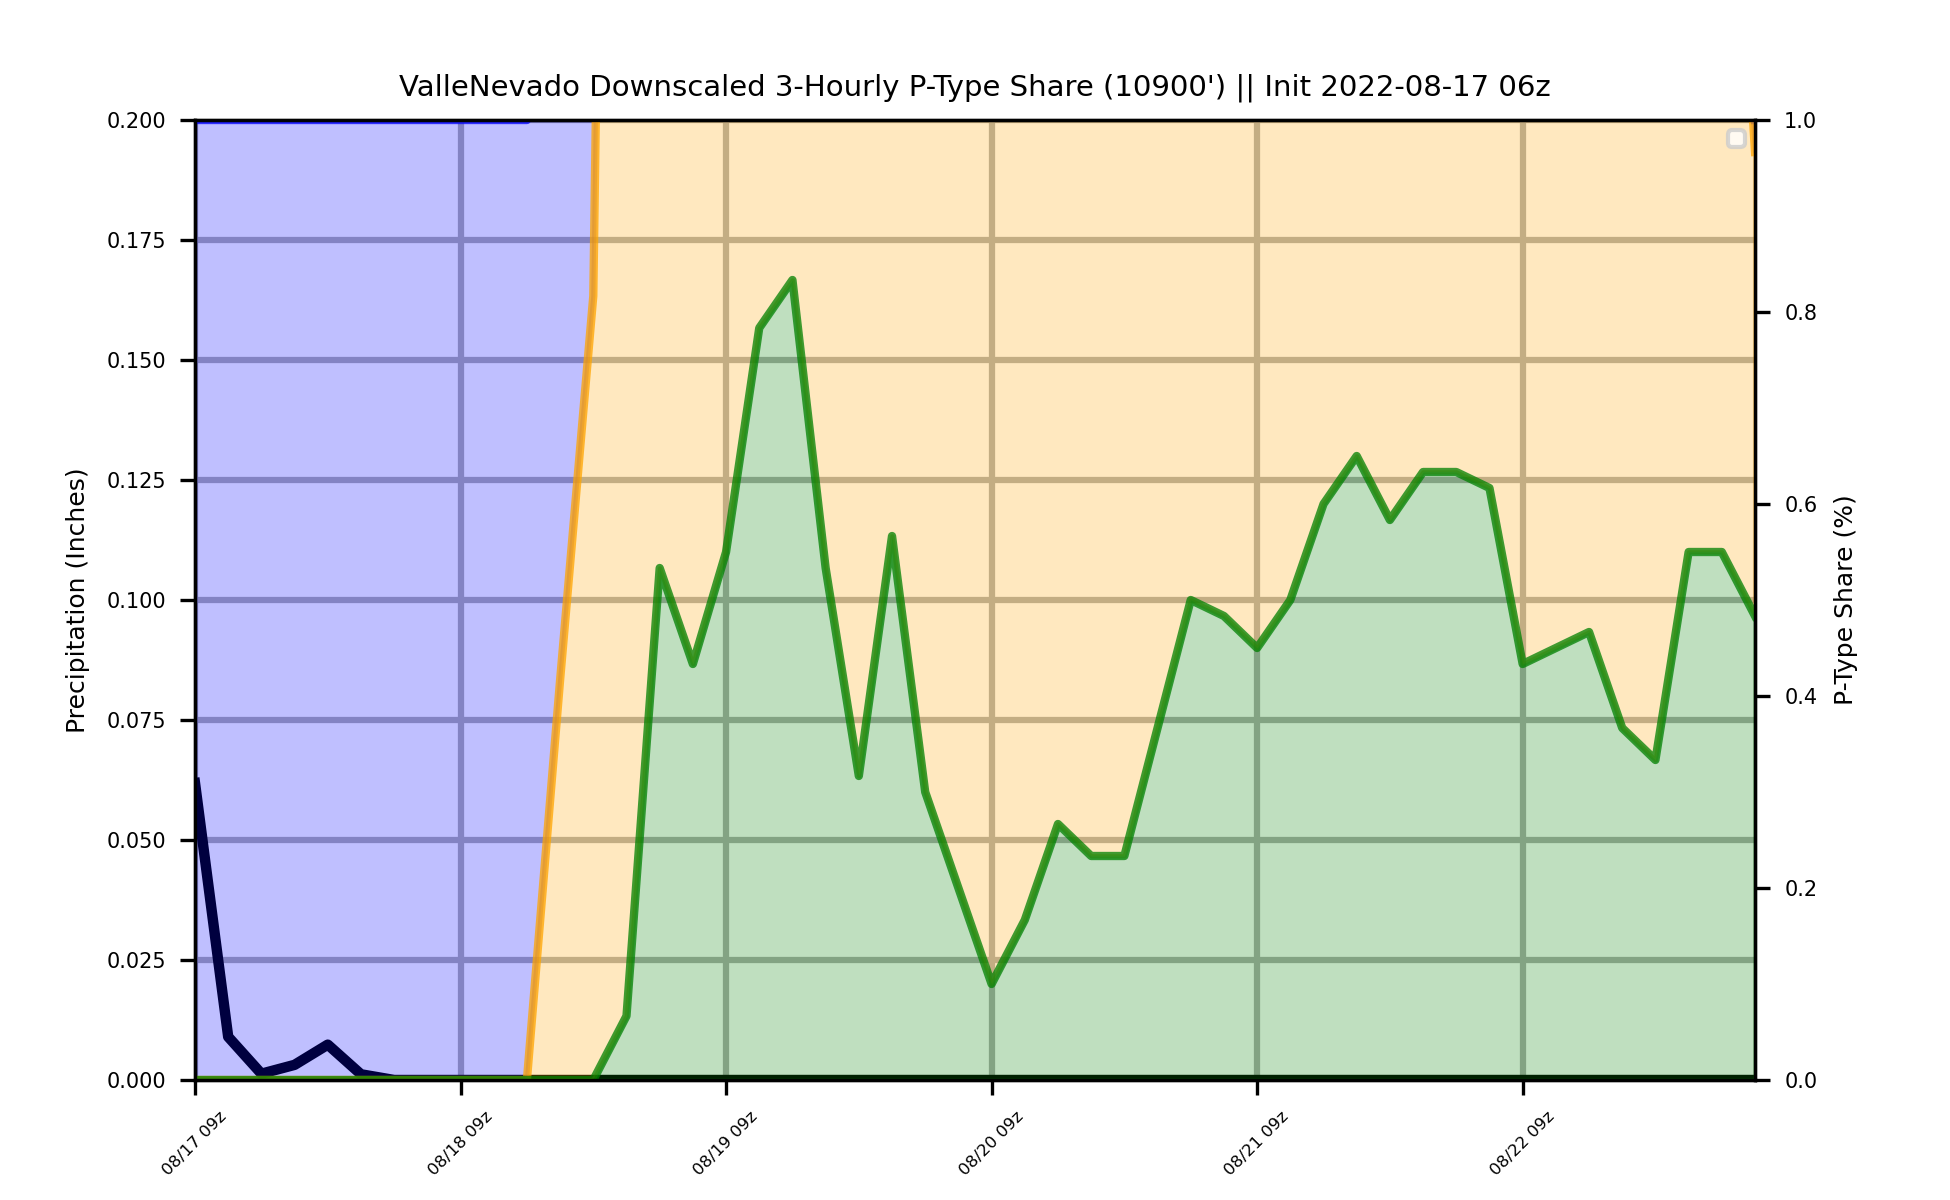 ValleNevado Downscaled 3-Hourly P-Type Share (10900') || Init 2022-08-17 06z
0.200
0.175
0.150
0.125
0.100
0.075
0.050
0.025
0.000
Precipitation (Inches)
1.0
0.8
0.6
0.4
0.2
0.0
P-Type Share (%)
08/17 09z
08/18 09z
08/19 09z
08/20 09z
08/21 09z
08/22 09z